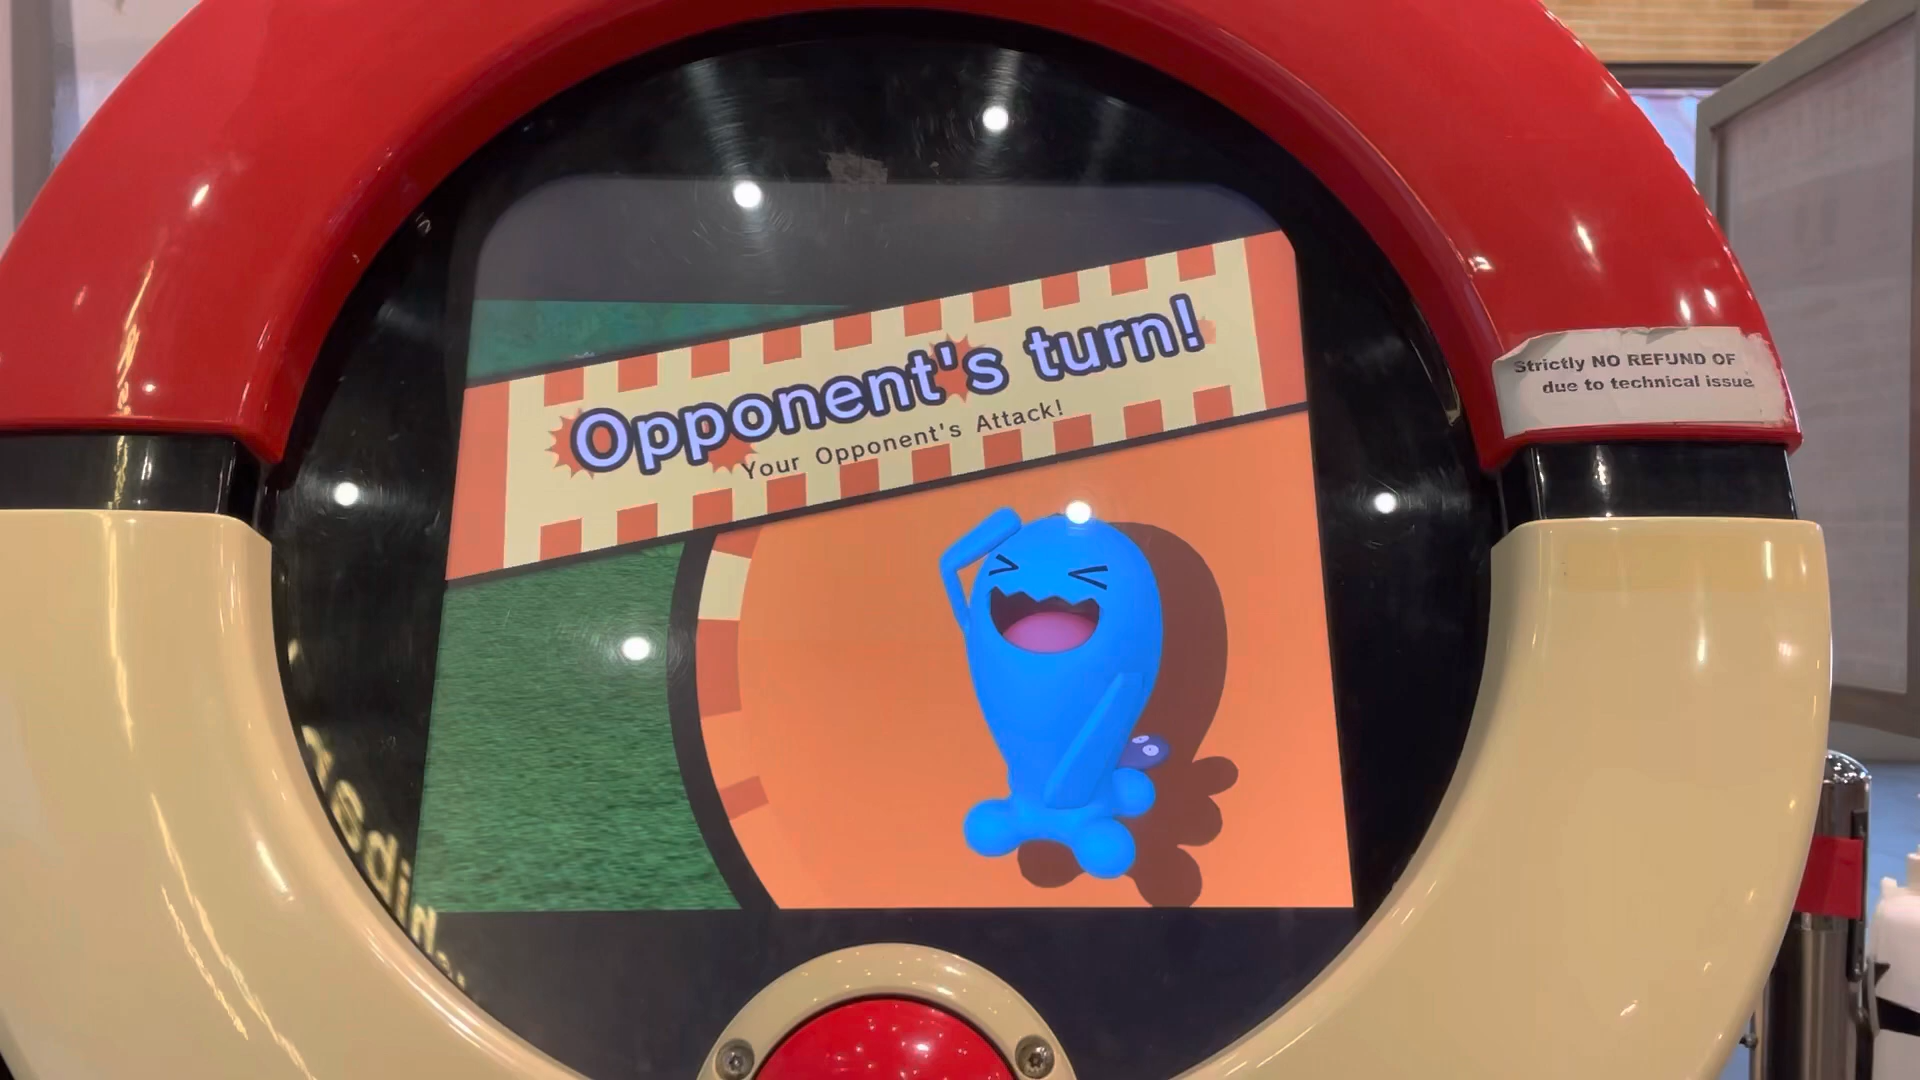 Opponent's turn!
Your Opponent's Attack!
Strictly NO REFUND OF
due to technical issue